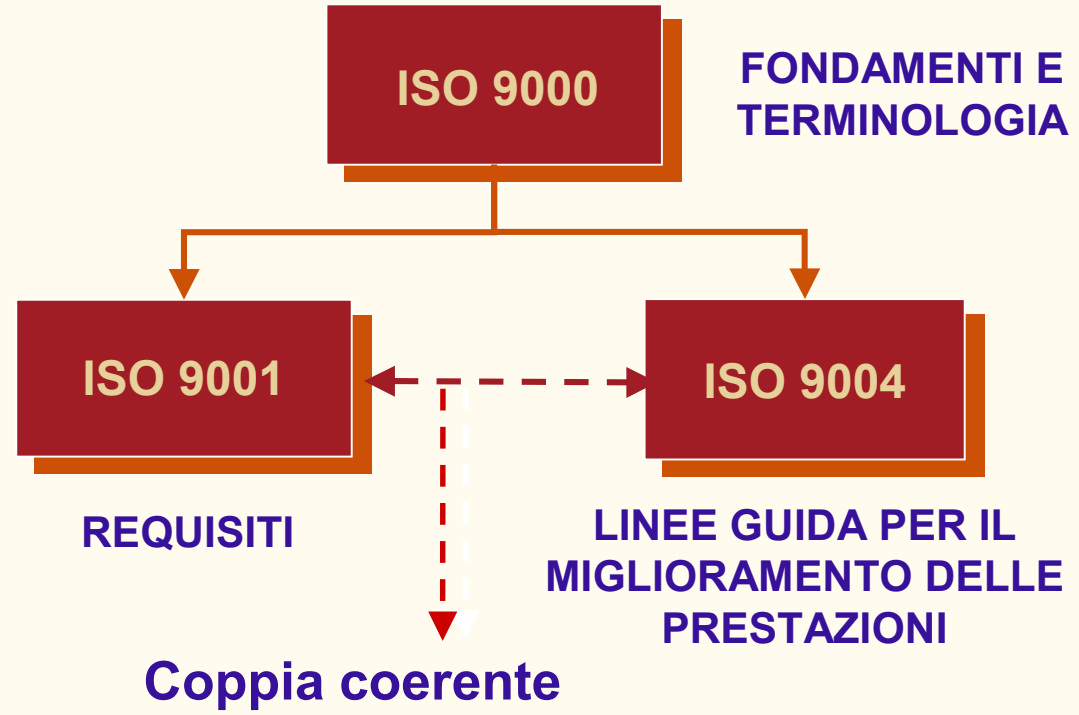 ISO 9000
FONDAMENTI E
TERMINOLOGIA
ISO 9001
ISO 9004
REQUISITI
LINEE GUIDA PER IL
MIGLIORAMENTO DELLE
PRESTAZIONI
Coppia coerente